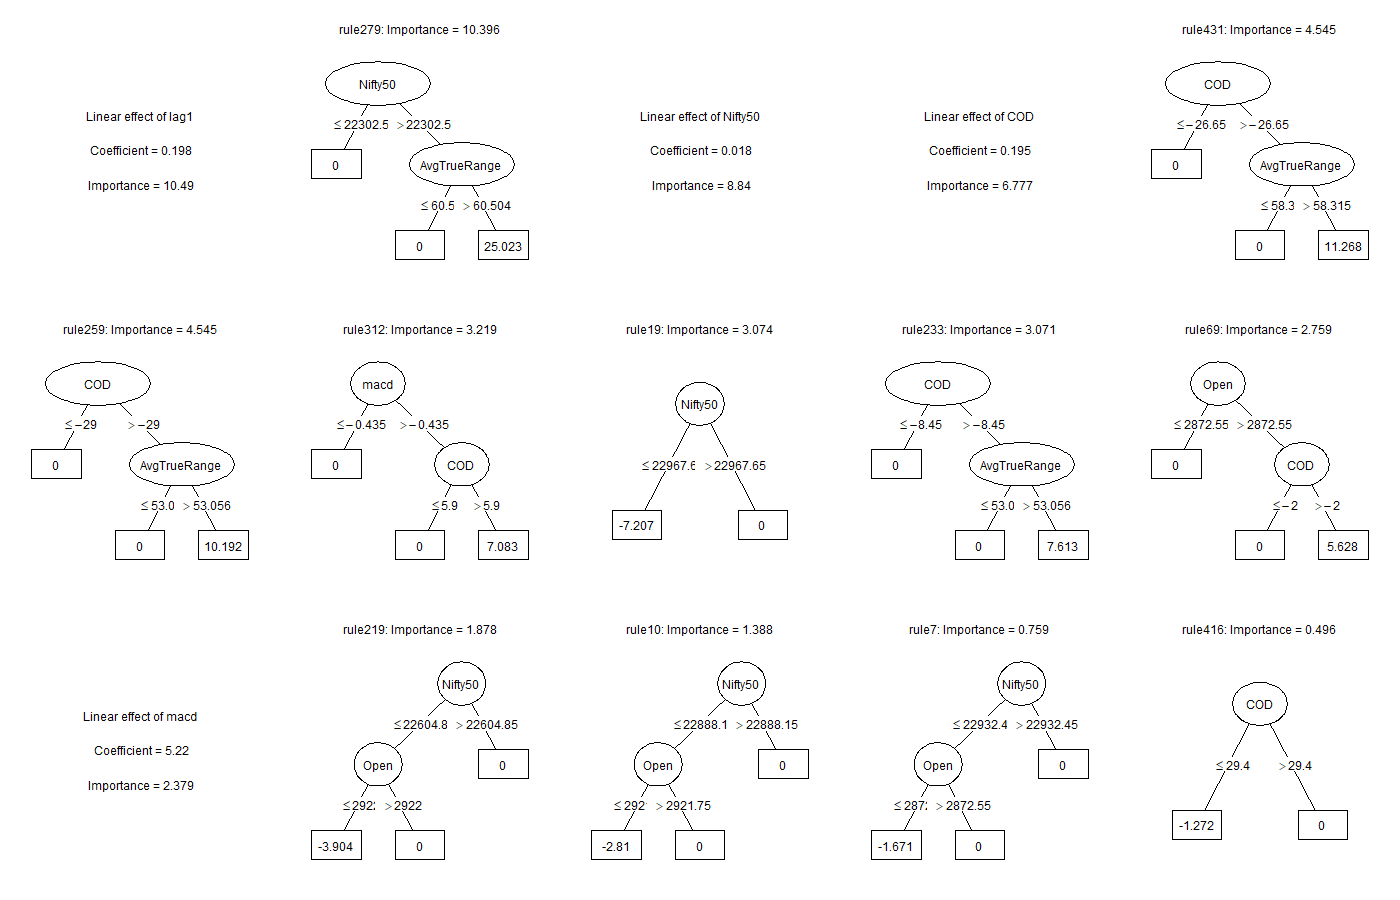 rule279: Importance = 10.396
rule431: Importance = 4.545
Nifty50
COD
Linear effect of lag1
Linear effect of Nifty50
Linear effect of COD
≤ 22302.5 > 22302.5
≤ −26.65 > −26.65
Coefficient = 0.198
Coefficient = 0.018
Coefficient = 0.195
0
AvgTrueRange
0
AvgTrueRange
Importance = 10.49
Importance = 8.84
Importance = 6.777
≤ 60.5 > 60.504
≤ 58.3 > 58.315
0
25.023
0
11.268
rule259: Importance = 4.545
rule312: Importance = 3.219
rule19: Importance = 3.074
rule233: Importance = 3.071
rule69: Importance = 2.759
COD
macd
Nifty50
COD
Open
≤ −29 > −29
≤ −0.435 > −0.435
≤ −8.45 > −8.45
≤ 2872.55 > 2872.55
0
AvgTrueRange
0
COD
≤ 22967.6 > 22967.65
0
AvgTrueRange
0
COD
≤ 53.0 > 53.056
≤ 5.9 > 5.9
≤ 53.0 > 53.056
≤ −2 > −2
0
10.192
0
7.083
-7.207
0
0
7.613
0
5.628
rule219: Importance = 1.878
rule10: Importance = 1.388
rule7: Importance = 0.759
rule416: Importance = 0.496
Nifty50
Nifty50
Nifty50
COD
Linear effect of macd
≤ 22604.8 > 22604.85
≤ 22888.1 > 22888.15
≤ 22932.4 > 22932.45
Coefficient = 5.22
Open
0
Open
0
Open
0
≤ 29.4 > 29.4
Importance = 2.379
≤ 292 > 2922
≤ 292 > 2921.75
≤ 287 > 2872.55
-3.904
0
-2.81
0
-1.671
0
-1.272
0